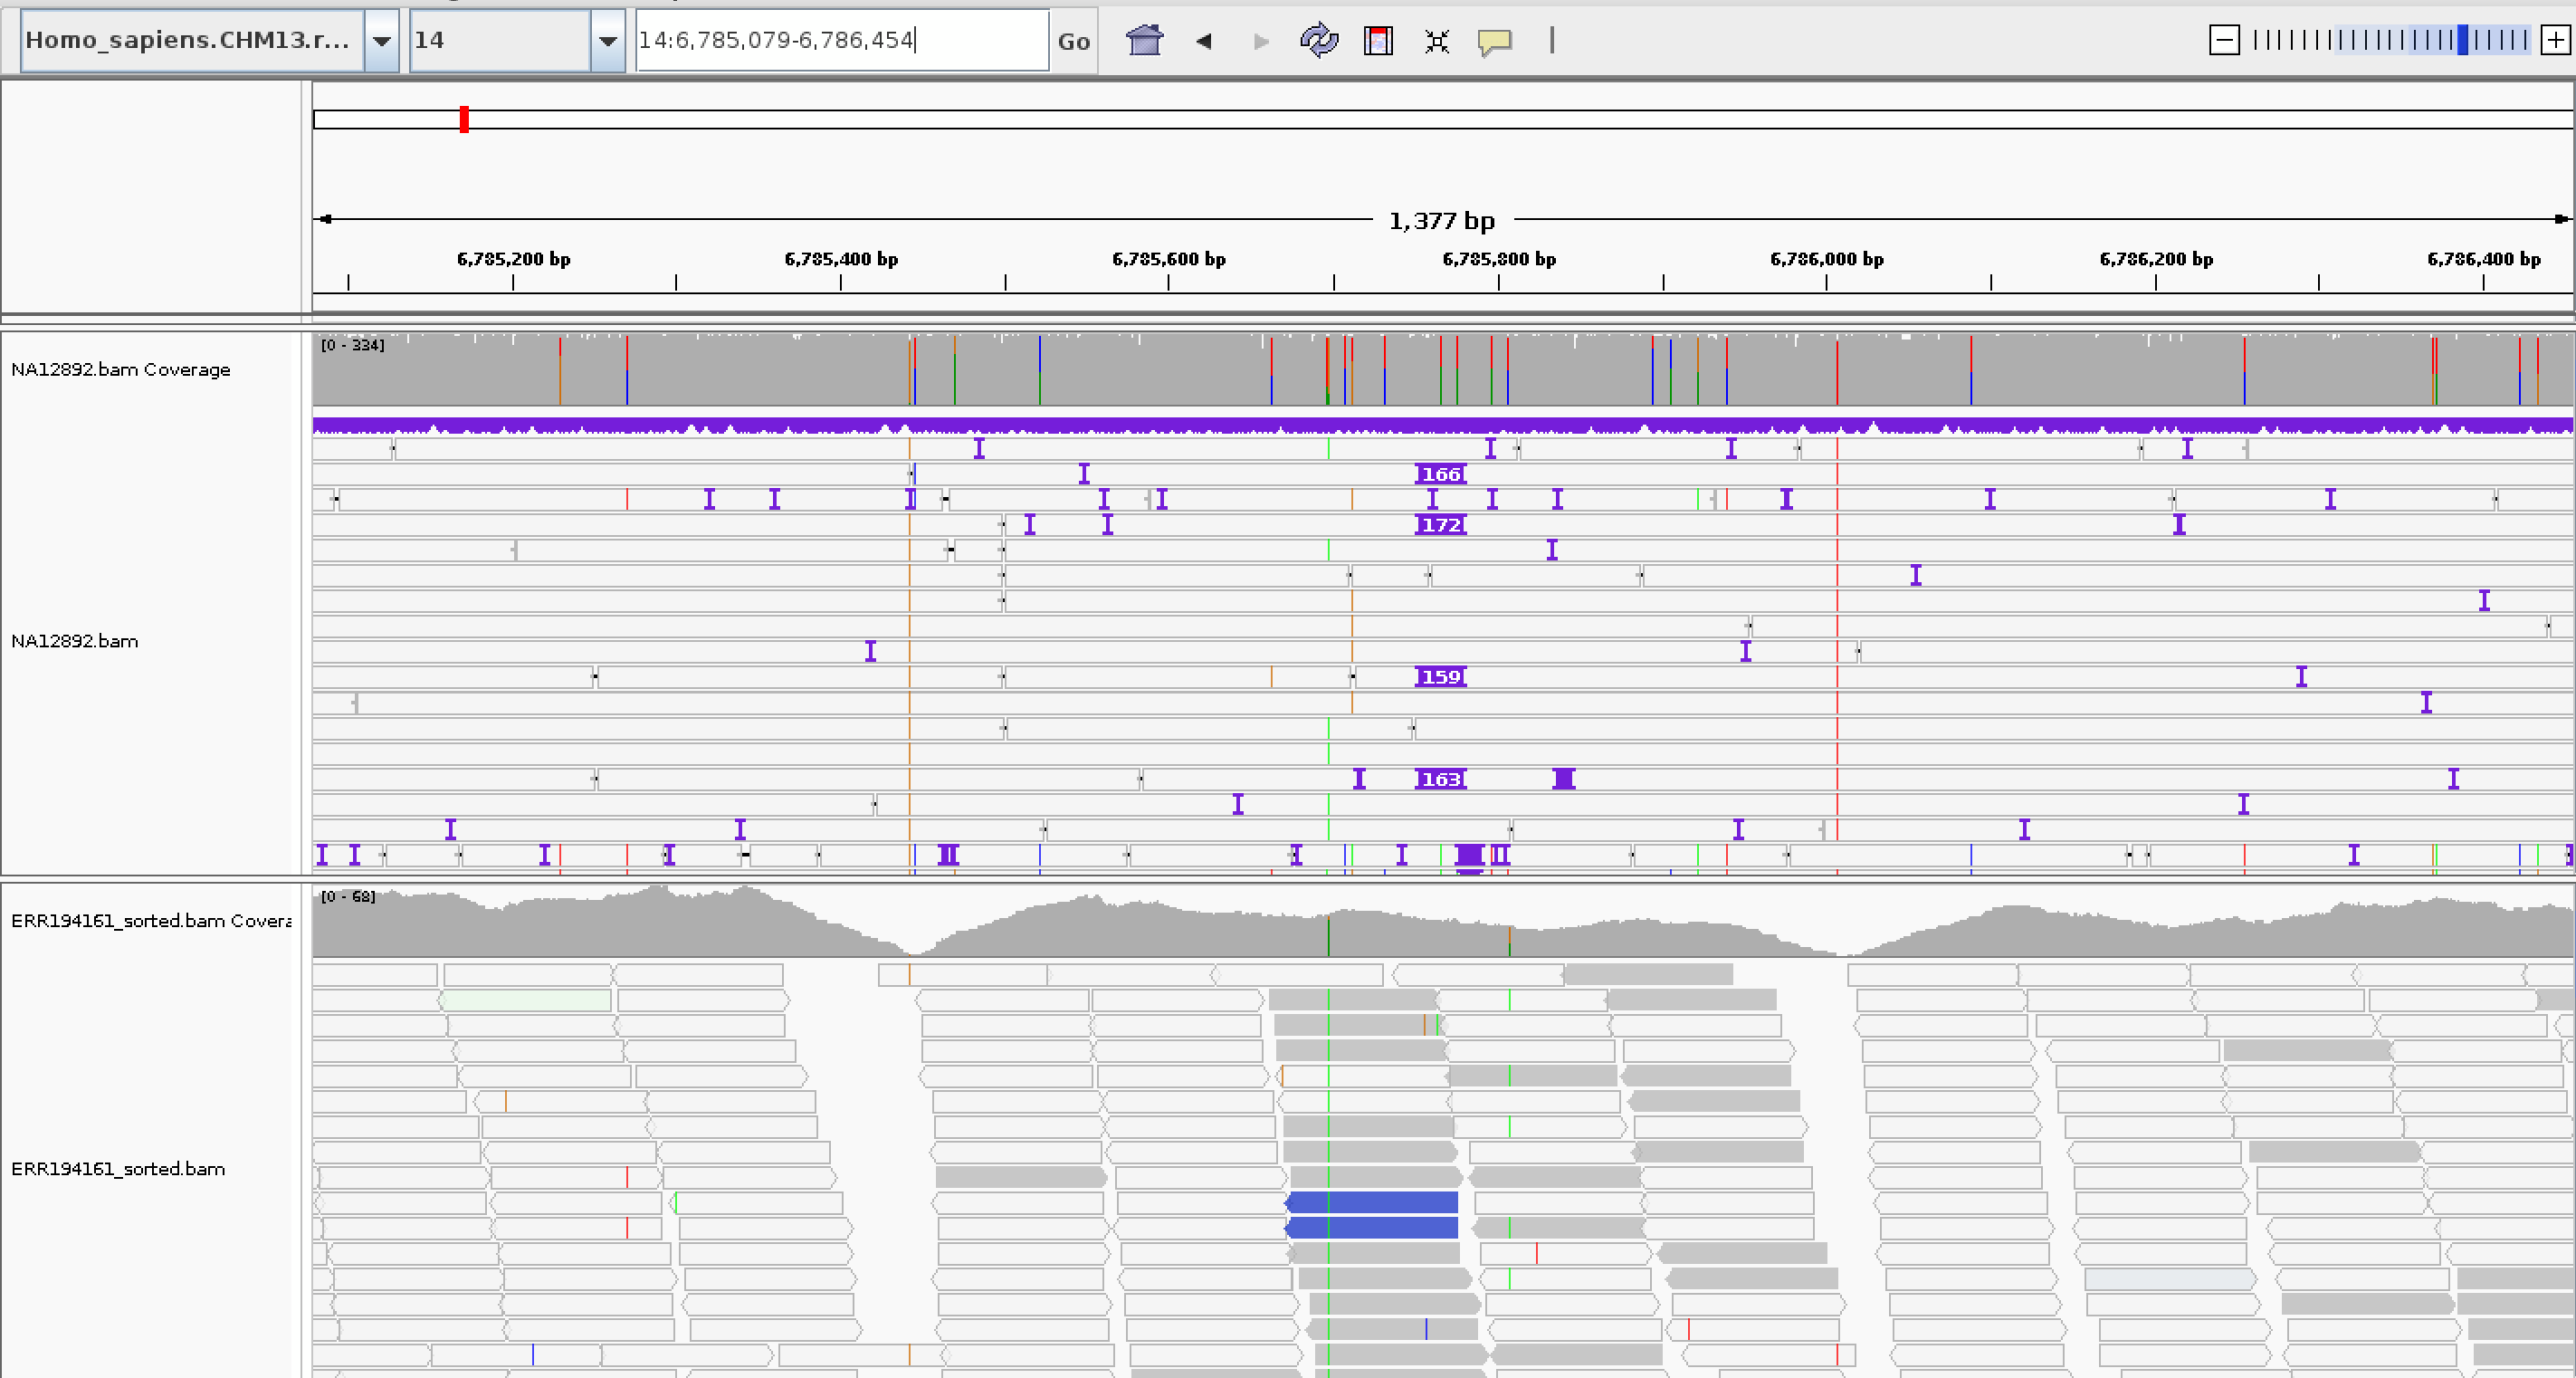 Homo_sapiens.CHM13.r... 14 14:6,785,079-6,786,454 Go
1,377 bp
6,785,200 bp 6,785,400 bp 6,785,600 bp 6,785,800 bp 6,786,000 bp 6,786,200 bp 6,786,400 bp
[0 - 334]
NA12892.bam Coverage
166
172
NA12892.bam
159
163
[0 - 68]
ERR194161_sorted.bam Covera
ERR194161_sorted.bam